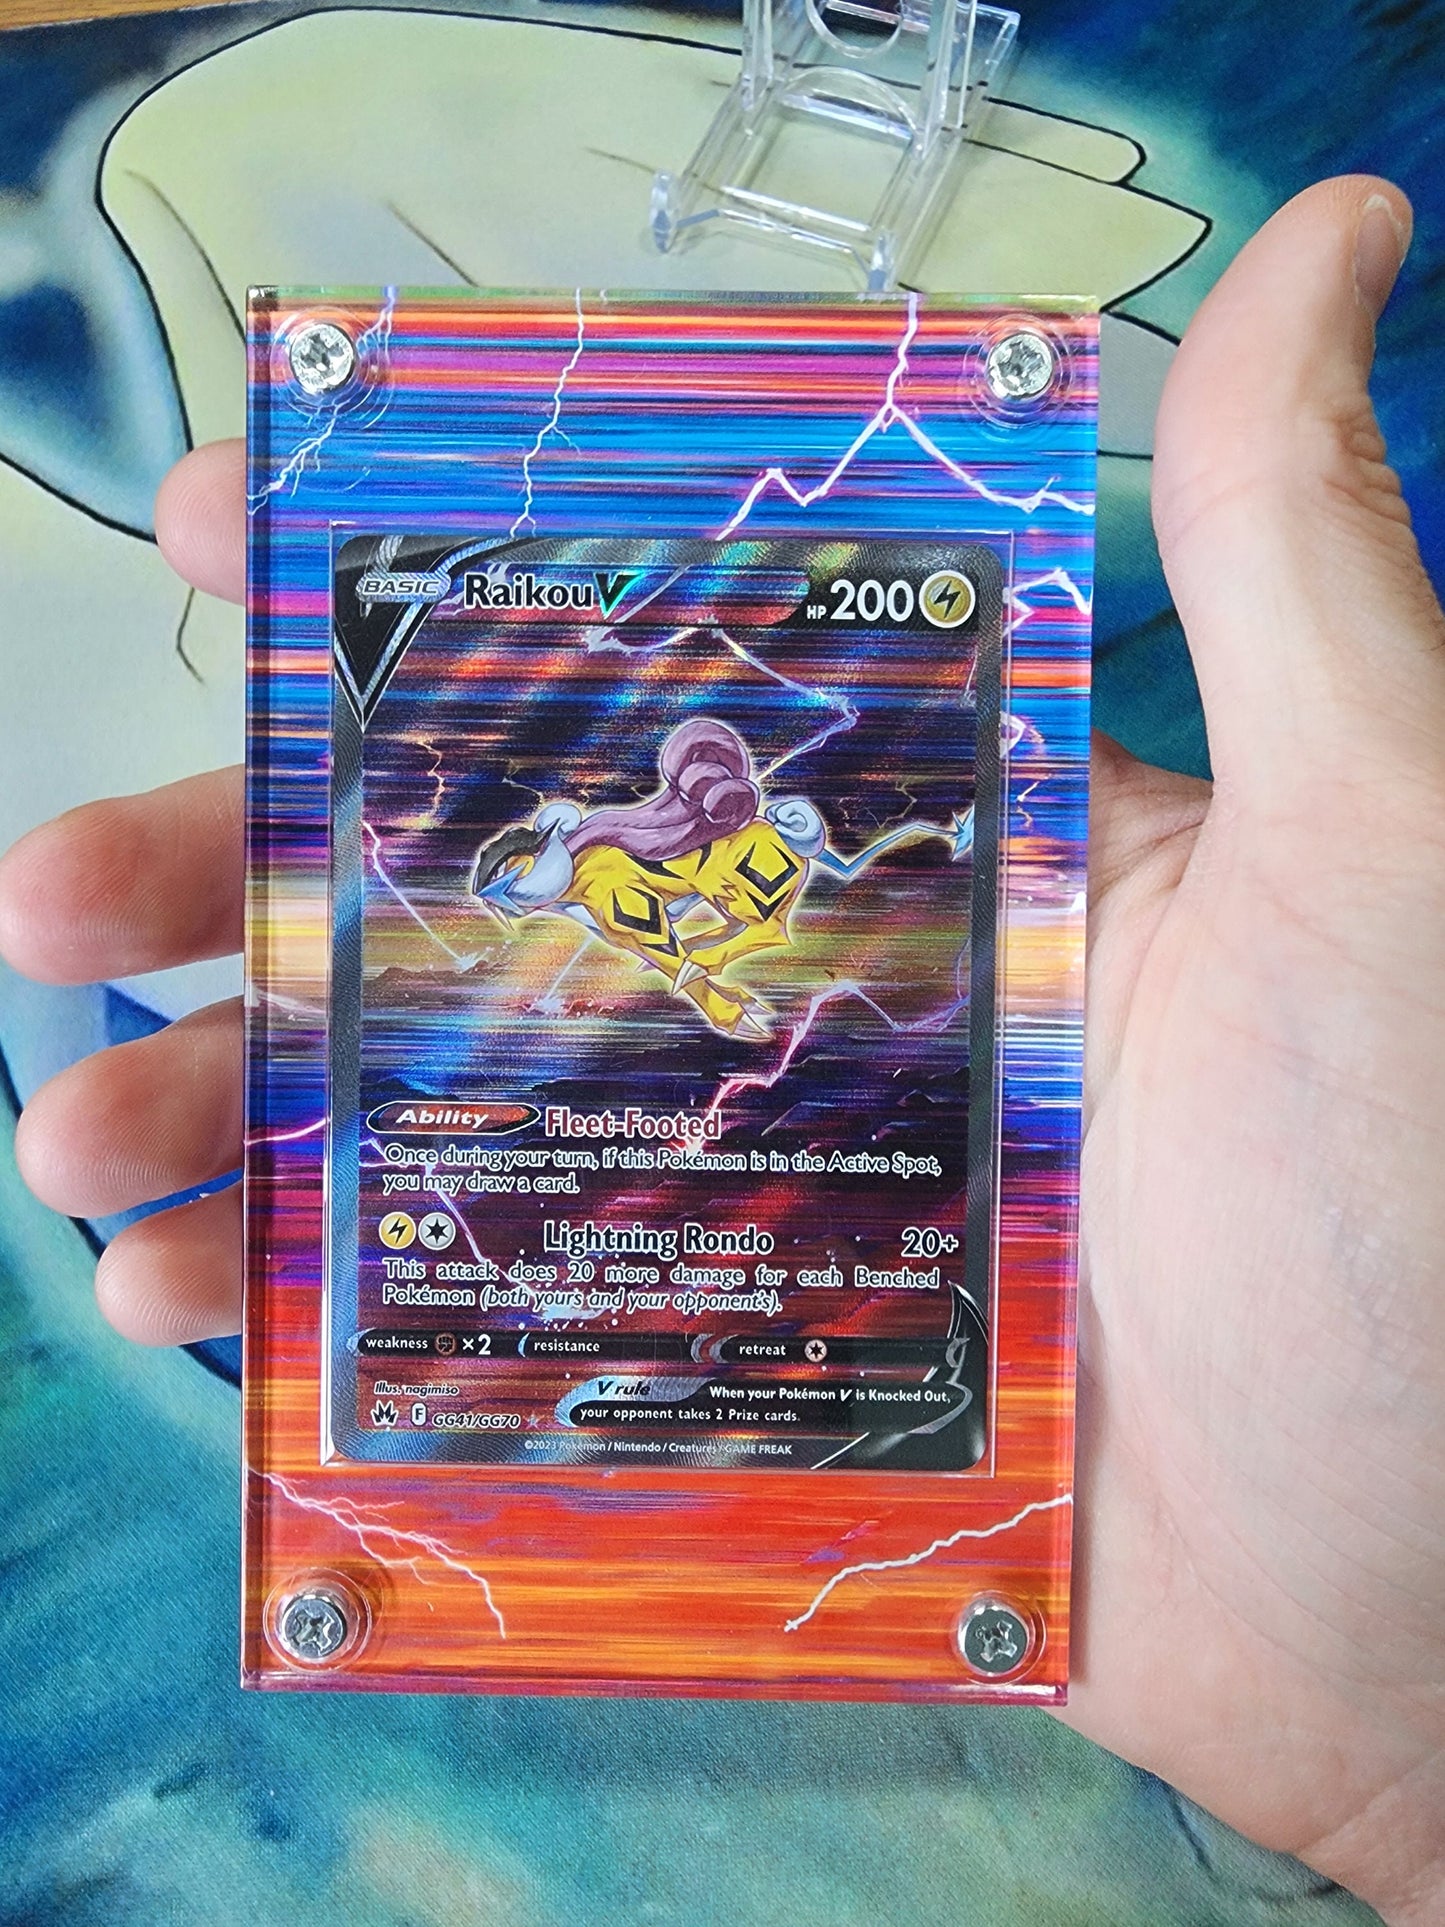 BASIC RaikouV HP 200
Ability Fleet-Footed
Once during your turn, if this Pokémon is in the Active Spot,
you may draw a card.
Lightning Rondo 20+
This attack does 20 more damage for each Benched
Pokémon (both yours and your opponent's).
weakness ×2 resistance retreat
Illus. nagimiso
V rule When your Pokémon V is Knocked Out,
your opponent takes 2 Prize cards.
F GG41/GG70
©2023 Pokémon / Nintendo / Creatures / GAME FREAK